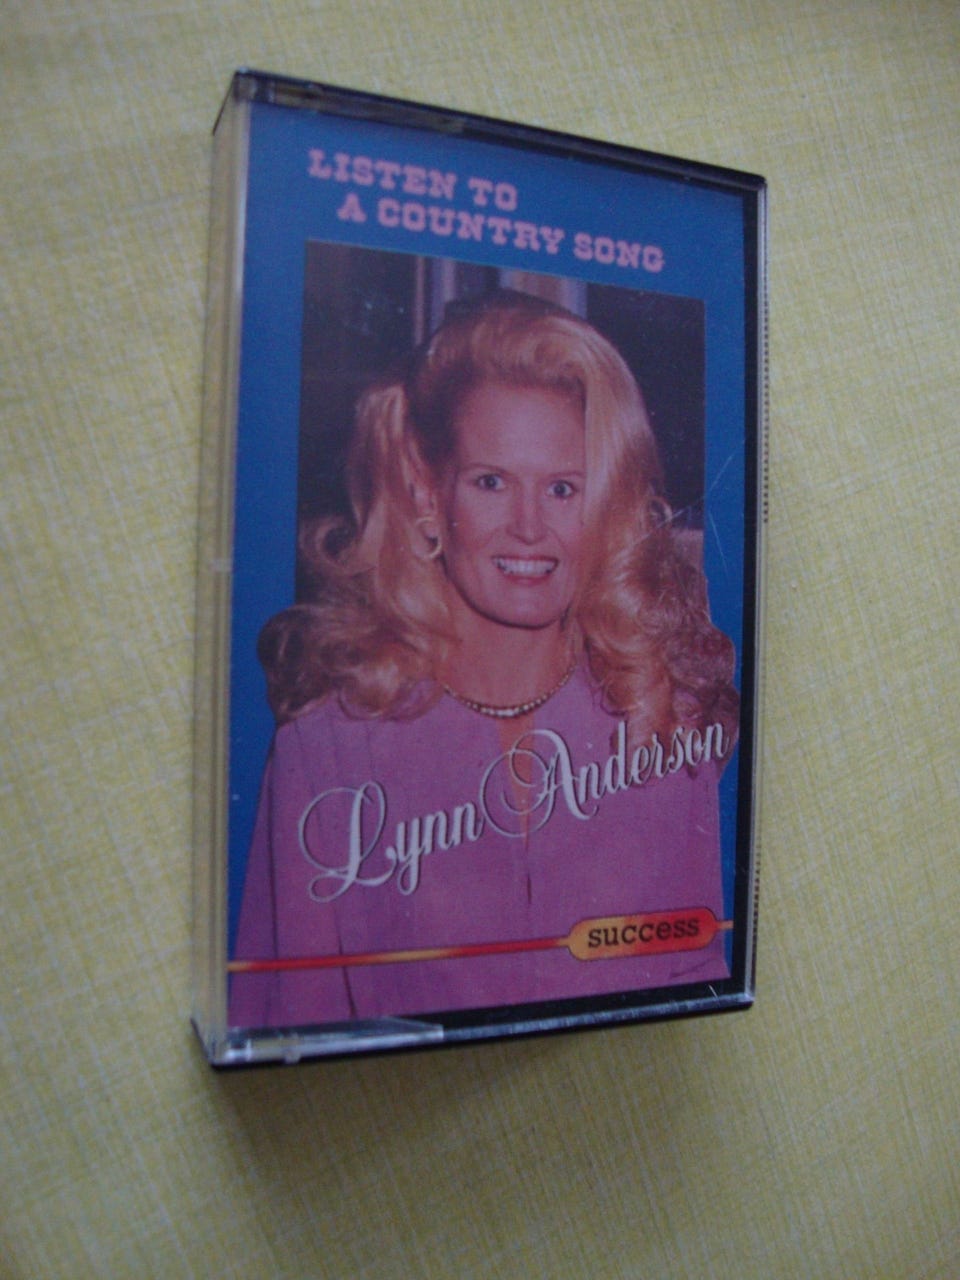 LISTEN TO
A COUNTRY SONG
Lynn Anderson
success